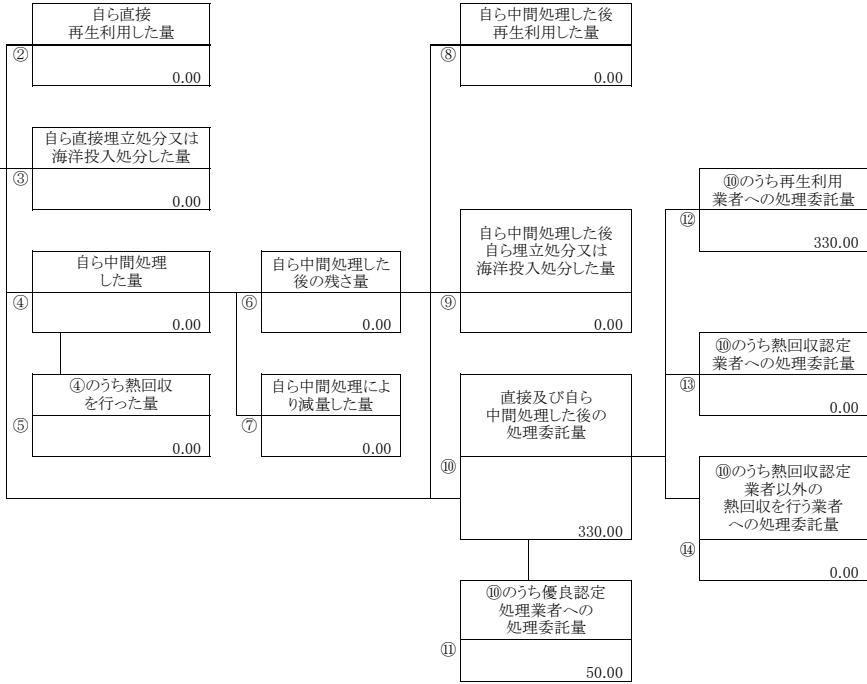 自ら直接
再生利用した量
②
0.00
自ら中間処理した後
再生利用した量
⑧
0.00
自ら直接埋立処分又は
海洋投入処分した量
③
0.00
⑩のうち再生利用
業者への処理委託量
⑫
330.00
自ら中間処理
した量
④
0.00
自ら中間処理した
後の残さ量
⑥
0.00
自ら中間処理した後
自ら埋立処分又は
海洋投入処分した量
⑨
0.00
⑩のうち熱回収認定
業者への処理委託量
⑬
0.00
④のうち熱回収
を行った量
⑤
0.00
自ら中間処理によ
り減量した量
⑦
0.00
直接及び自ら
中間処理した後の
処理委託量
⑩
330.00
⑩のうち熱回収認定
業者以外の
熱回収を行う業者
への処理委託量
⑭
0.00
⑩のうち優良認定
処理業者への
処理委託量
⑪
50.00